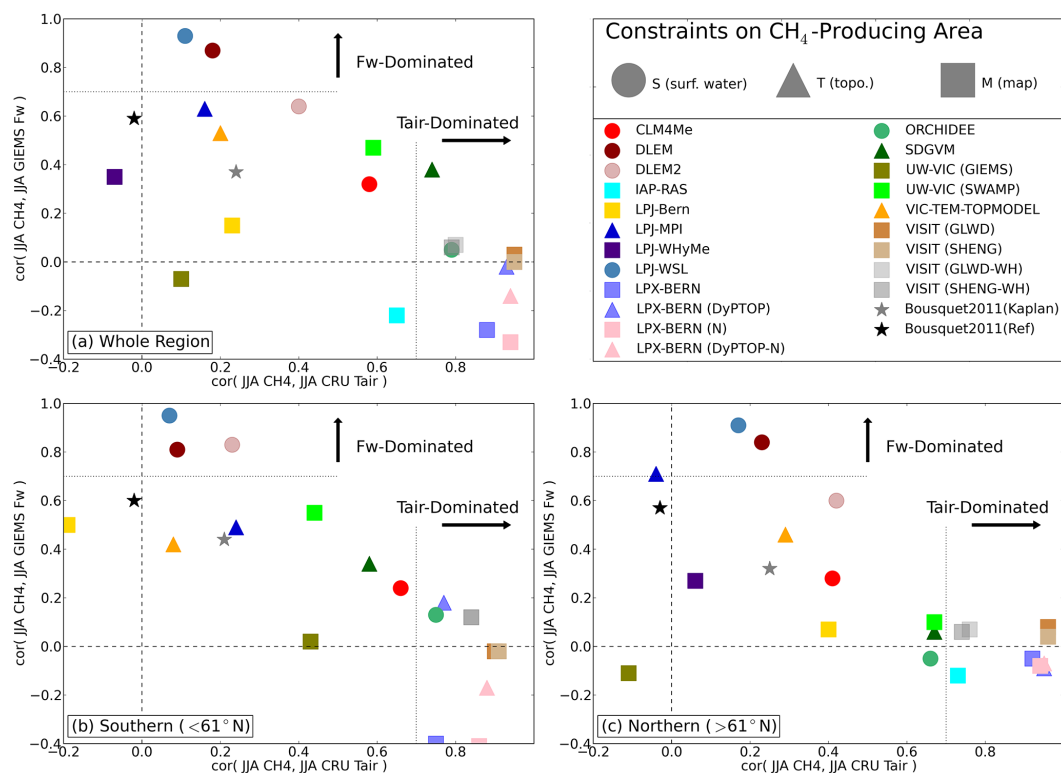 1.0
0.8
0.6
0.4
0.2
0.0
−0.2
−0.4
cor( JJA CH4, JJA GIEMS Fw )
Fw-Dominated
Tair-Dominated
(a) Whole Region
−0.2 0.0 0.2 0.4 0.6 0.8
cor( JJA CH4, JJA CRU Tair )
Constraints on CH₄-Producing Area
S (surf. water) T (topo.) M (map)
CLM4Me
DLEM
DLEM2
IAP-RAS
LPJ-Bern
LPJ-MPI
LPJ-WHyMe
LPJ-WSL
LPX-BERN
LPX-BERN (DyPTOP)
LPX-BERN (N)
LPX-BERN (DyPTOP-N)
ORCHIDEE
SDGVM
UW-VIC (GIEMS)
UW-VIC (SWAMP)
VIC-TEM-TOPMODEL
VISIT (GLWD)
VISIT (SHENG)
VISIT (GLWD-WH)
VISIT (SHENG-WH)
Bousquet2011(Kaplan)
Bousquet2011(Ref)
1.0
0.8
0.6
0.4
0.2
0.0
−0.2
−0.4
cor( JJA CH4, JJA GIEMS Fw )
Fw-Dominated
Tair-Dominated
(b) Southern (<61°N)
−0.2 0.0 0.2 0.4 0.6 0.8
cor( JJA CH4, JJA CRU Tair )
1.0
0.8
0.6
0.4
0.2
0.0
−0.2
−0.4
cor( JJA CH4, JJA GIEMS Fw )
Fw-Dominated
Tair-Dominated
(c) Northern (>61°N)
−0.2 0.0 0.2 0.4 0.6 0.8
cor( JJA CH4, JJA CRU Tair )